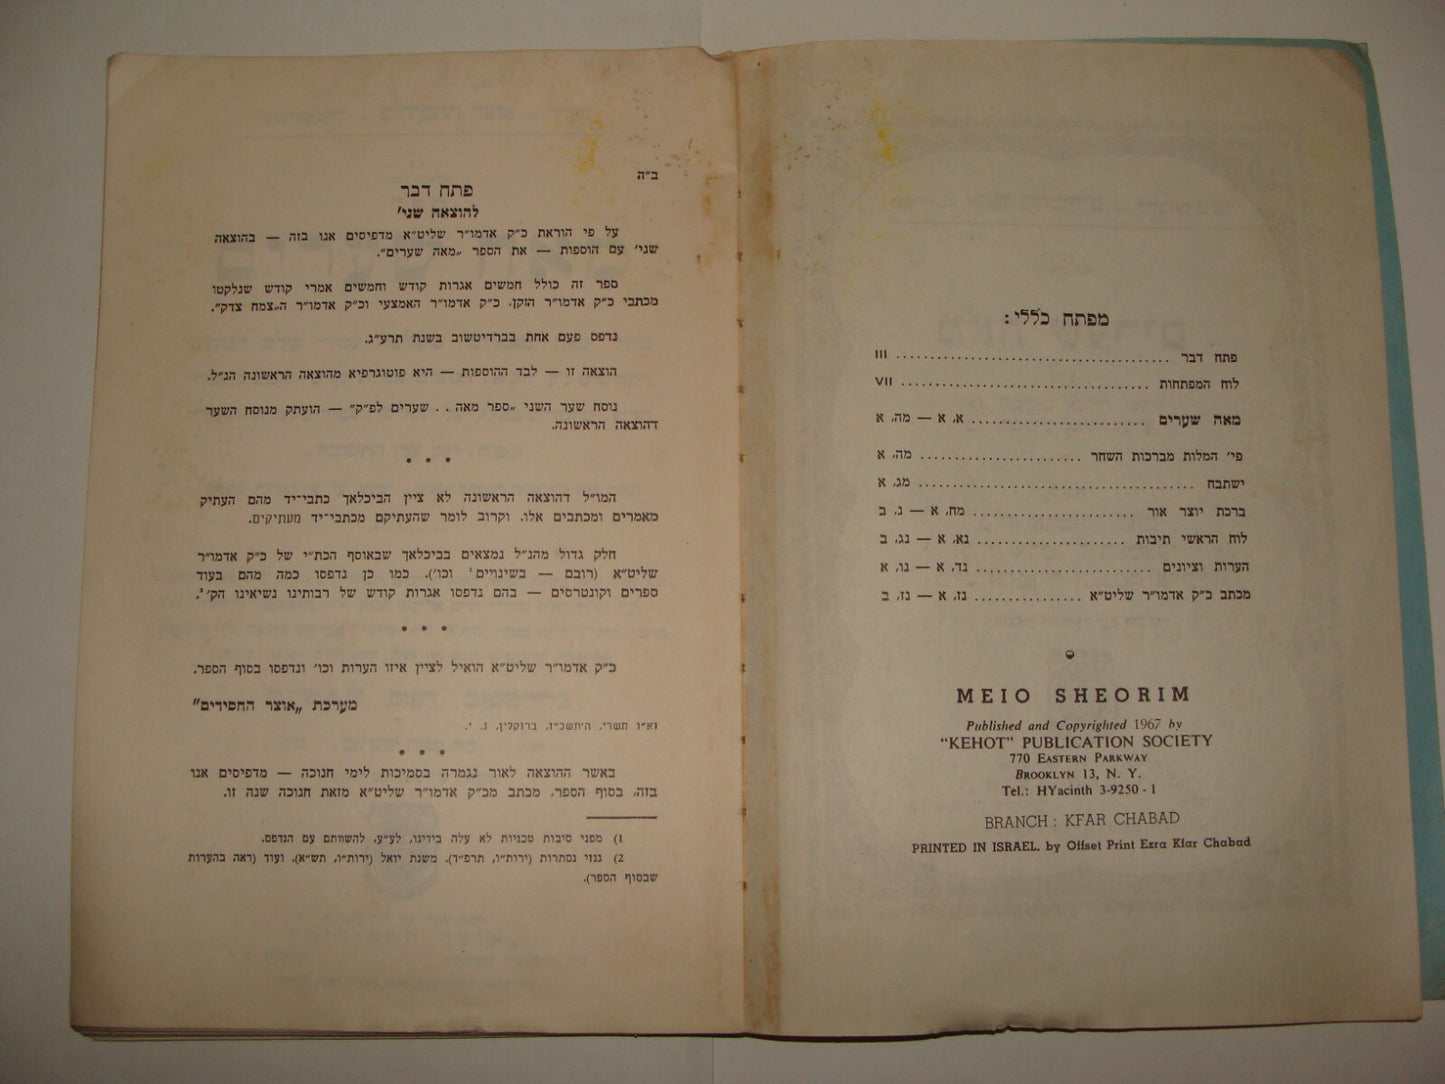 מפתח כללי:
פתח דבר . . . . . . . . . . III
לוח המפתחות . . . . . . . . . . VII
מאה שערים . . . . . . . . . . א, א — מה, א
פי׳ המלות מברכות השחר . . . . . . . . . . מה, א
ישתבח . . . . . . . . . . מג, א
ברכת יוצר אור . . . . . . . . . . מח, א — נ, ב
לוח הראשי תיבות . . . . . . . . . . נא, א — נג, ב
הערות וציונים . . . . . . . . . . נד, א — נו, א
מכתב כ״ק אדמו״ר שליט״א . . . . . . . . . . נז, א — נז, ב
MEIO SHEORIM
Published and Copyrighted 1967 by
"KEHOT" PUBLICATION SOCIETY
770 EASTERN PARKWAY
BROOKLYN 13, N. Y.
Tel.: HYacinth 3-9250 - 1
BRANCH : KFAR CHABAD
PRINTED IN ISRAEL. by Offset Print Ezra Kfar Chabad
ב״ה
פתח דבר
להוצאה שני׳
על פי הוראת כ״ק אדמו״ר שליט״א מדפיסים אנו בזה — בהוצאה
שני׳ עם הוספות — את הספר „מאה שערים״.
ספר זה כולל חמשים אגרות קודש וחמשים אמרי קודש שנלקטו
מכתבי כ״ק אדמו״ר הזקן, כ״ק אדמו״ר האמצעי וכ״ק אדמו״ר ה„צמח צדק״.
נדפס פעם אחת בברדיטשוב בשנת תרע״ג.
הוצאה זו — לבד ההוספות — היא פוטוגרפיא מהוצאה הראשונה הנ״ל.
נוסח שער השני „ספר מאה . . שערים לפ״ק״ — הועתק מנוסח השער
דהוצאה הראשונה.
• • •
המו״ל דהוצאה הראשונה לא ציין הביכלאך כתבי־יד מהם העתיק
מאמרים ומכתבים אלו. וקרוב לומר שהעתיקם מכתבי־יד מעתיקים.
חלק גדול מהנ״ל נמצאים בביכלאך שבאוסף הכת״י של כ״ק אדמו״ר
שליט״א (רובם — בשינויים¹ וכו׳). כמו כן נדפסו כמה מהם בעוד
ספרים וקונטרסים — בהם נדפסו אגרות קודש של רבותינו נשיאינו הק׳².
• • •
כ״ק אדמו״ר שליט״א הואיל לציין איזו הערות וכו׳ ונדפסו בסוף הספר.
מערכת „אוצר החסידים״
וא״ו תשרי, ה׳תשכ״ז, ברוקלין, נ. י.
• • •
באשר ההוצאה לאור נגמרה בסמיכות לימי חנוכה — מדפיסים אנו
בזה, בסוף הספר, מכתב מכ״ק אדמו״ר שליט״א מזאת חנוכה שנה זו.
1) מפני סיבות טכניות לא עלה בידינו, לע״ע, להשוותם עם הנדפס.
2) גנזי נסתרות (ירות״ו, תרפ״ד). משנת יואל (ירות״ו, תש״א). ועוד (ראה בהערות
שבסוף הספר).